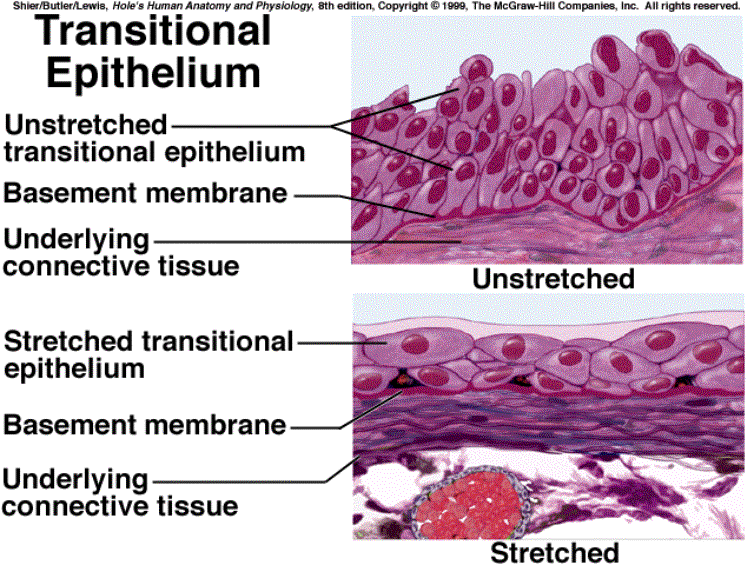 Shier/Butler/Lewis, Hole's Human Anatomy and Physiology, 8th edition, Copyright © 1999, The McGraw-Hill Companies, Inc. All rights reserved.
Transitional
Epithelium
Unstretched
transitional epithelium
Basement membrane
Underlying
connective tissue
Unstretched
Stretched transitional
epithelium
Basement membrane
Underlying
connective tissue
Stretched